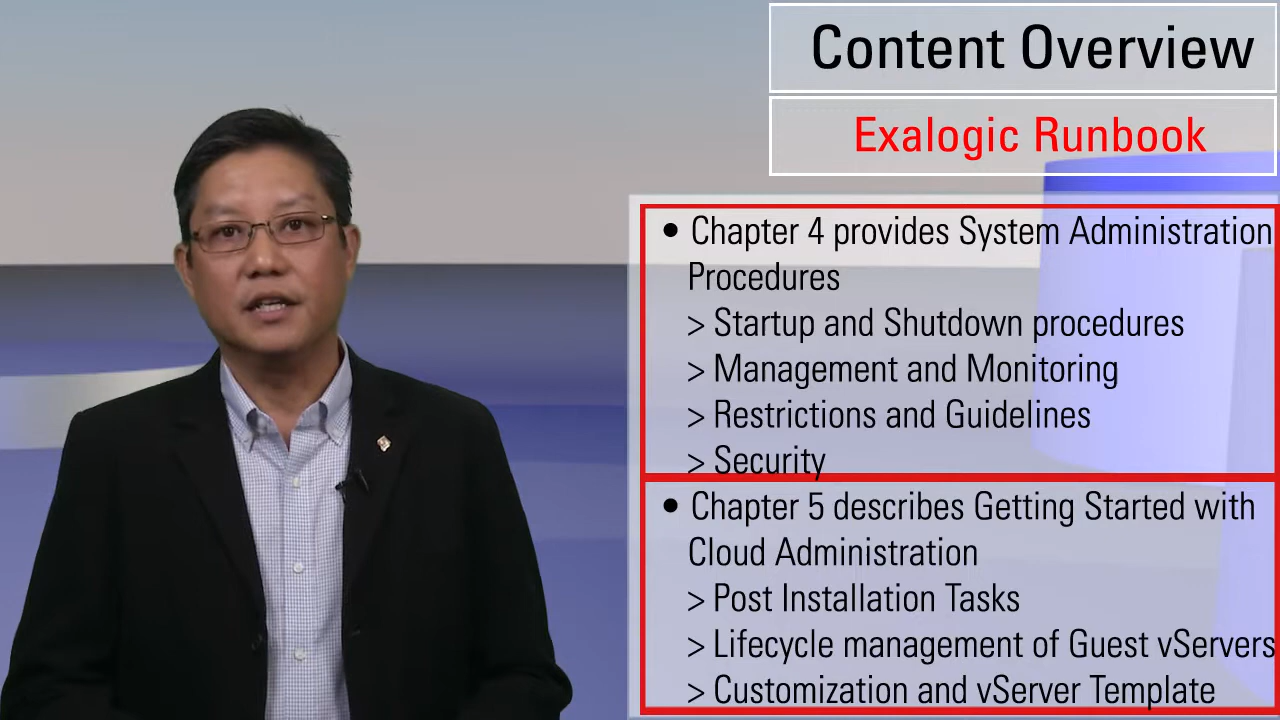 Content Overview
Exalogic Runbook
• Chapter 4 provides System Administration
Procedures
> Startup and Shutdown procedures
> Management and Monitoring
> Restrictions and Guidelines
> Security
• Chapter 5 describes Getting Started with
Cloud Administration
> Post Installation Tasks
> Lifecycle management of Guest vServers
> Customization and vServer Template